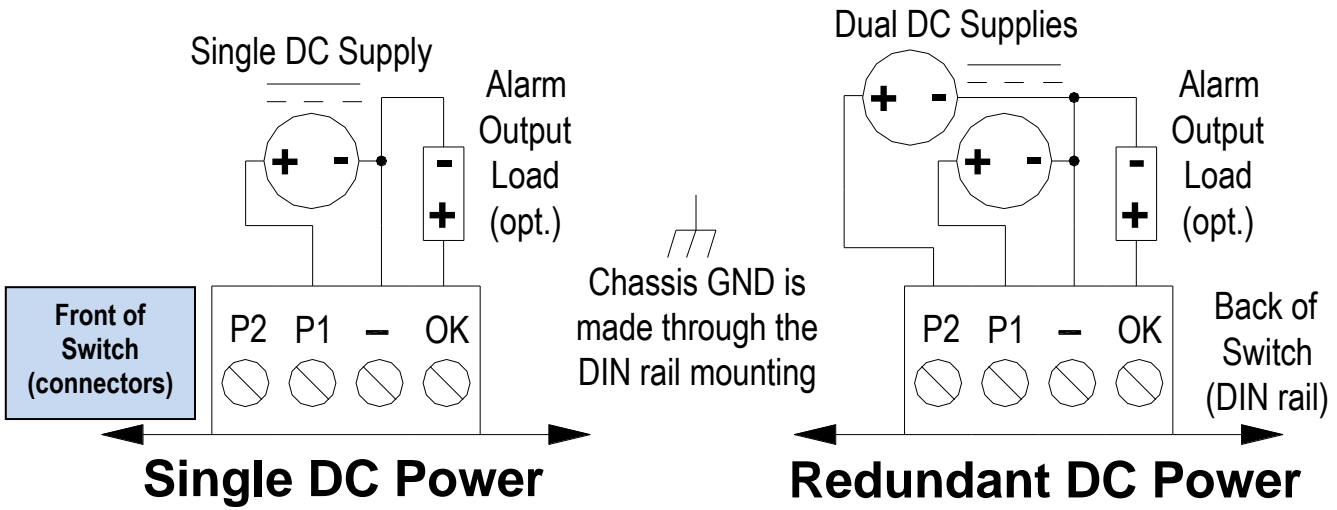 Single DC Supply
+ -
Alarm
Output
Load
(opt.)
-
+
Front of
Switch
(connectors)
P2 P1 – OK
Single DC Power
Chassis GND is
made through the
DIN rail mounting
Dual DC Supplies
+ -
+ -
Alarm
Output
Load
(opt.)
-
+
P2 P1 – OK
Back of
Switch
(DIN rail)
Redundant DC Power